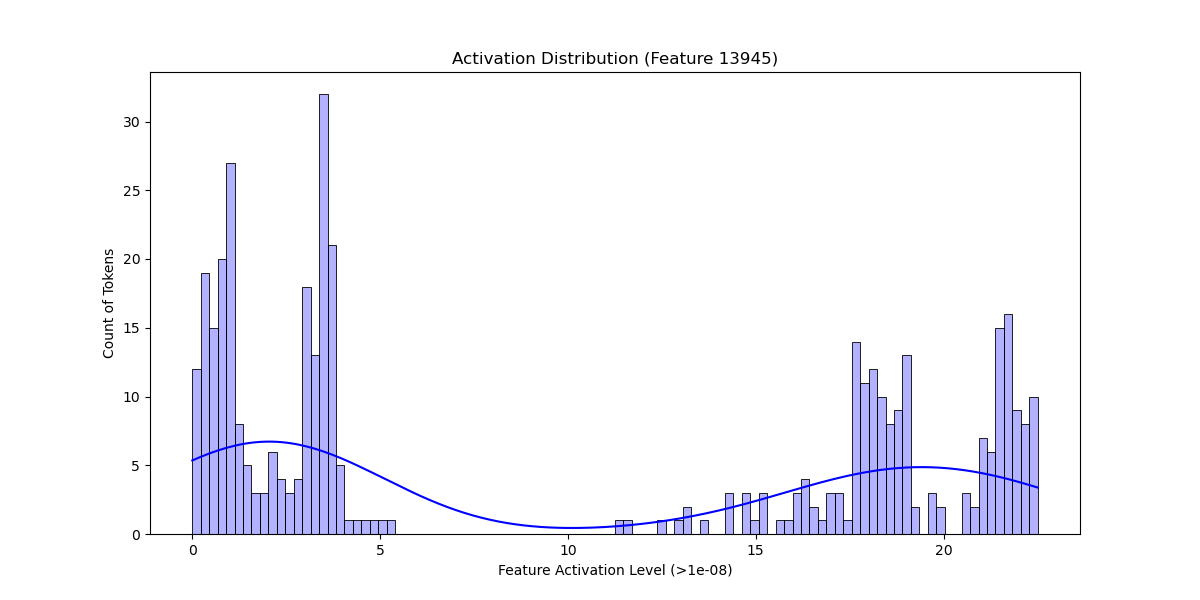 Activation Distribution (Feature 13945)
30
25
20
15
10
5
0
Count of Tokens
0 5 10 15 20
Feature Activation Level (>1e-08)